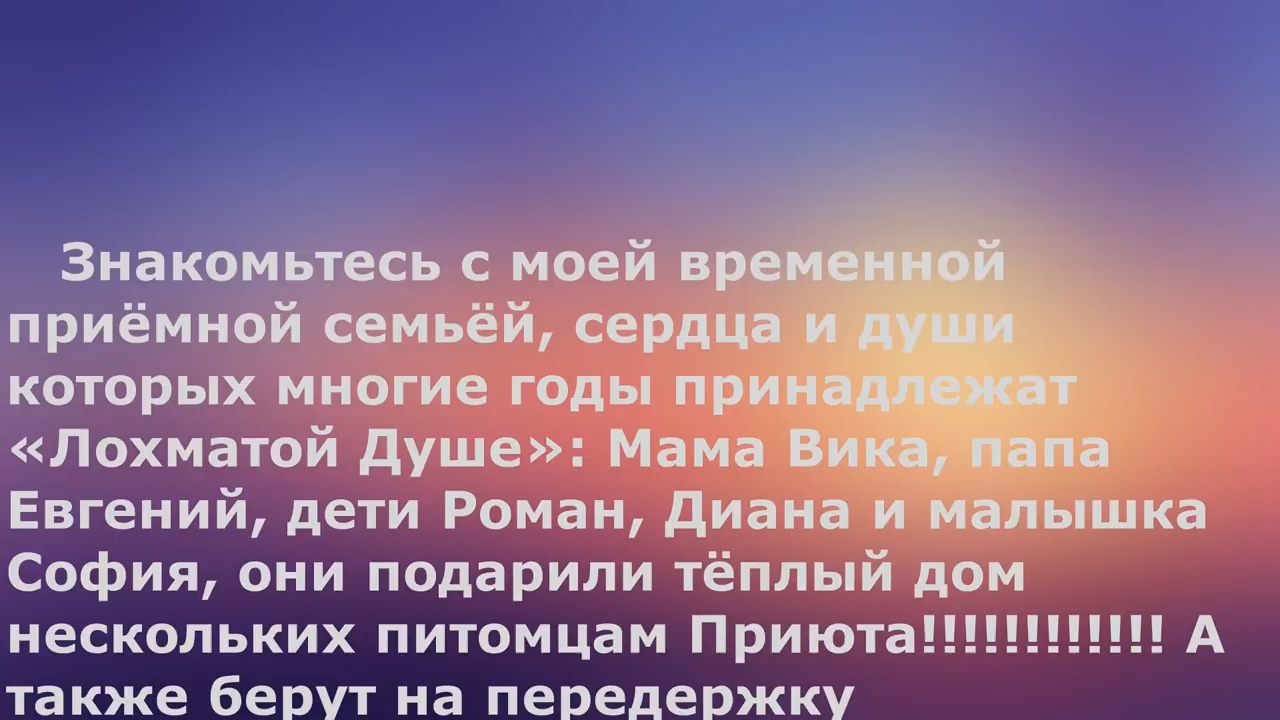 Знакомьтесь с моей временной
приёмной семьёй, сердца и души
которых многие годы принадлежат
«Лохматой Душе»: Мама Вика, папа
Евгений, дети Роман, Диана и малышка
София, они подарили тёплый дом
нескольких питомцам Приюта!!!!!!!!!!!! А
также берут на передержку